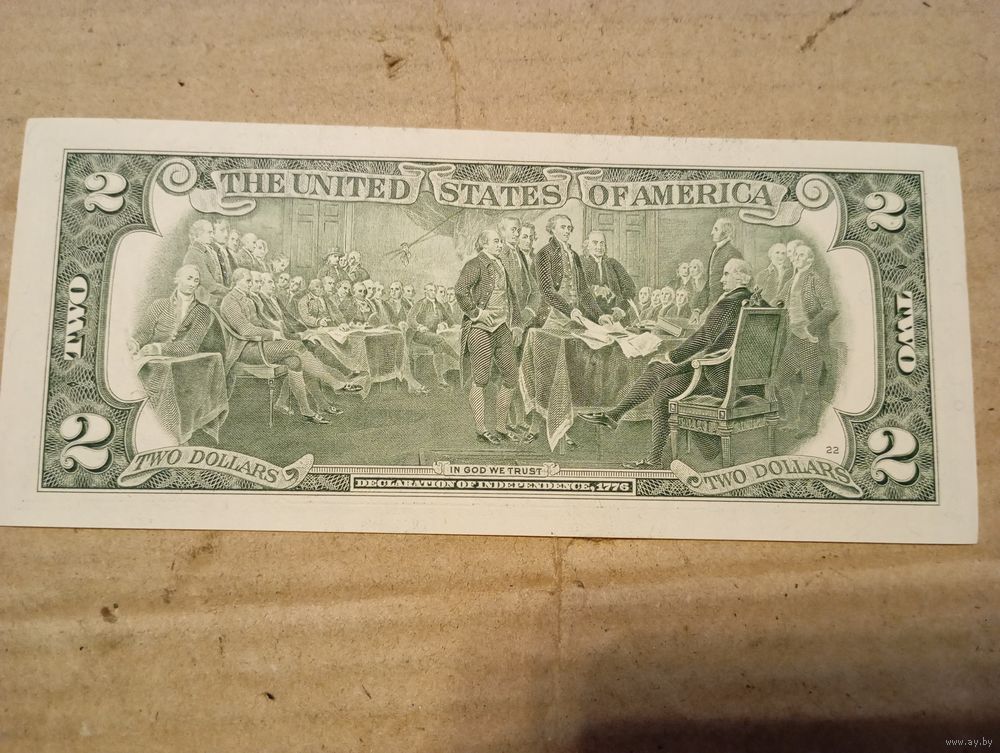 2 THE UNITED STATES OF AMERICA 2
TWO
TWO
22
2 TWO DOLLARS
IN GOD WE TRUST
TWO DOLLARS 2
DECLARATION OF INDEPENDENCE, 1776
www.ay.by